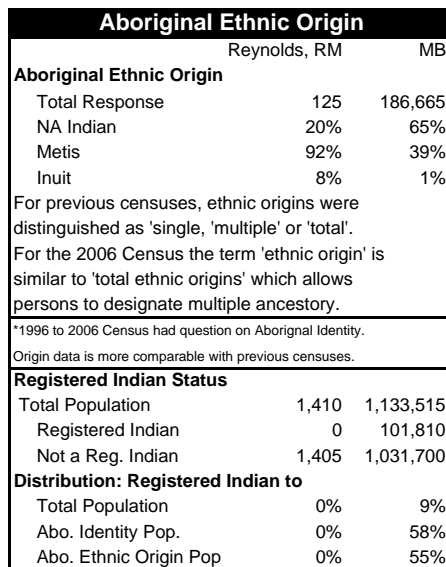 Aboriginal Ethnic Origin
Reynolds, RM MB
Aboriginal Ethnic Origin
Total Response 125 186,665
NA Indian 20% 65%
Metis 92% 39%
Inuit 8% 1%
For previous censuses, ethnic origins were
distinguished as 'single, 'multiple' or 'total'.
For the 2006 Census the term 'ethnic origin' is
similar to 'total ethnic origins' which allows
persons to designate multiple ancestory.
*1996 to 2006 Census had question on Aborignal Identity.
Origin data is more comparable with previous censuses.
Registered Indian Status
Total Population 1,410 1,133,515
Registered Indian 0 101,810
Not a Reg. Indian 1,405 1,031,700
Distribution: Registered Indian to
Total Population 0% 9%
Abo. Identity Pop. 0% 58%
Abo. Ethnic Origin Pop 0% 55%